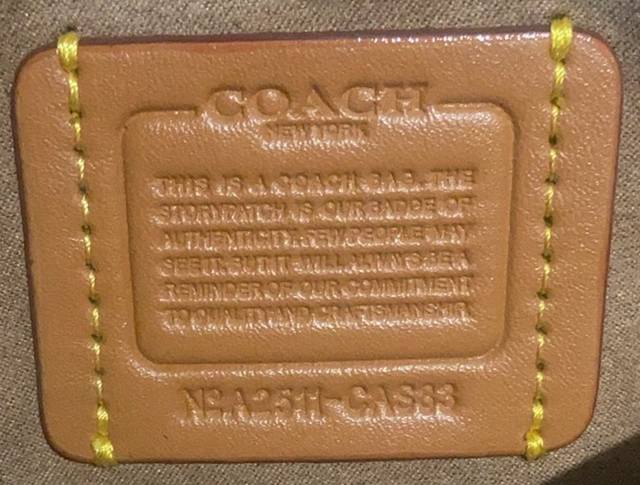 COACH
NEW YORK
THIS IS A COACH BAG. THE
STORYPATCH IS OUR BADGE OF
AUTHENTICITY. FEW PEOPLE MAY
SEE IT. BUT IT WILL ALWAYS BE A
REMINDER OF OUR COMMITMENT
TO QUALITY AND CRAFTSMANSHIP.
Nº.A2511-CAS63